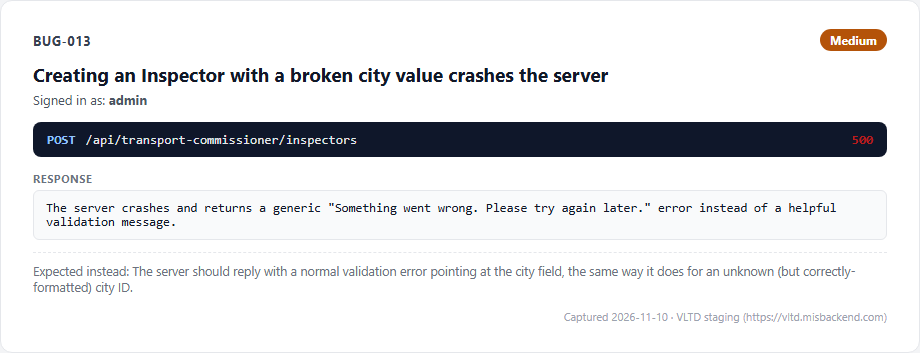 BUG-013
Medium
Creating an Inspector with a broken city value crashes the server
Signed in as: admin
POST /api/transport-commissioner/inspectors 500
RESPONSE
The server crashes and returns a generic "Something went wrong. Please try again later." error instead of a helpful
validation message.
Expected instead: The server should reply with a normal validation error pointing at the city field, the same way it does for an unknown (but correctly-
formatted) city ID.
Captured 2026-11-10 · VLTD staging (https://vltd.misbackend.com)